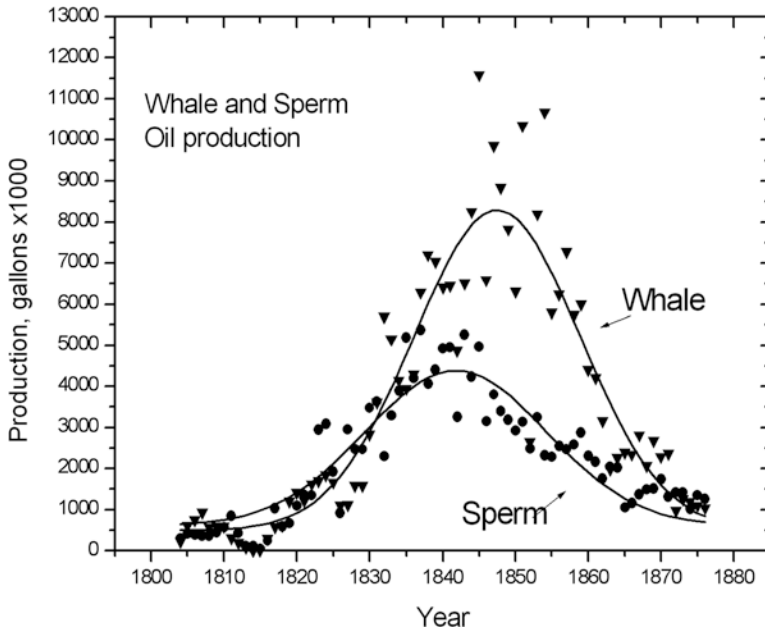 13000
12000
11000
10000
9000
8000
7000
6000
5000
4000
3000
2000
1000
0
Production, gallons x1000
Whale and Sperm
Oil production
Whale
Sperm
1800 1810 1820 1830 1840 1850 1860 1870 1880
Year